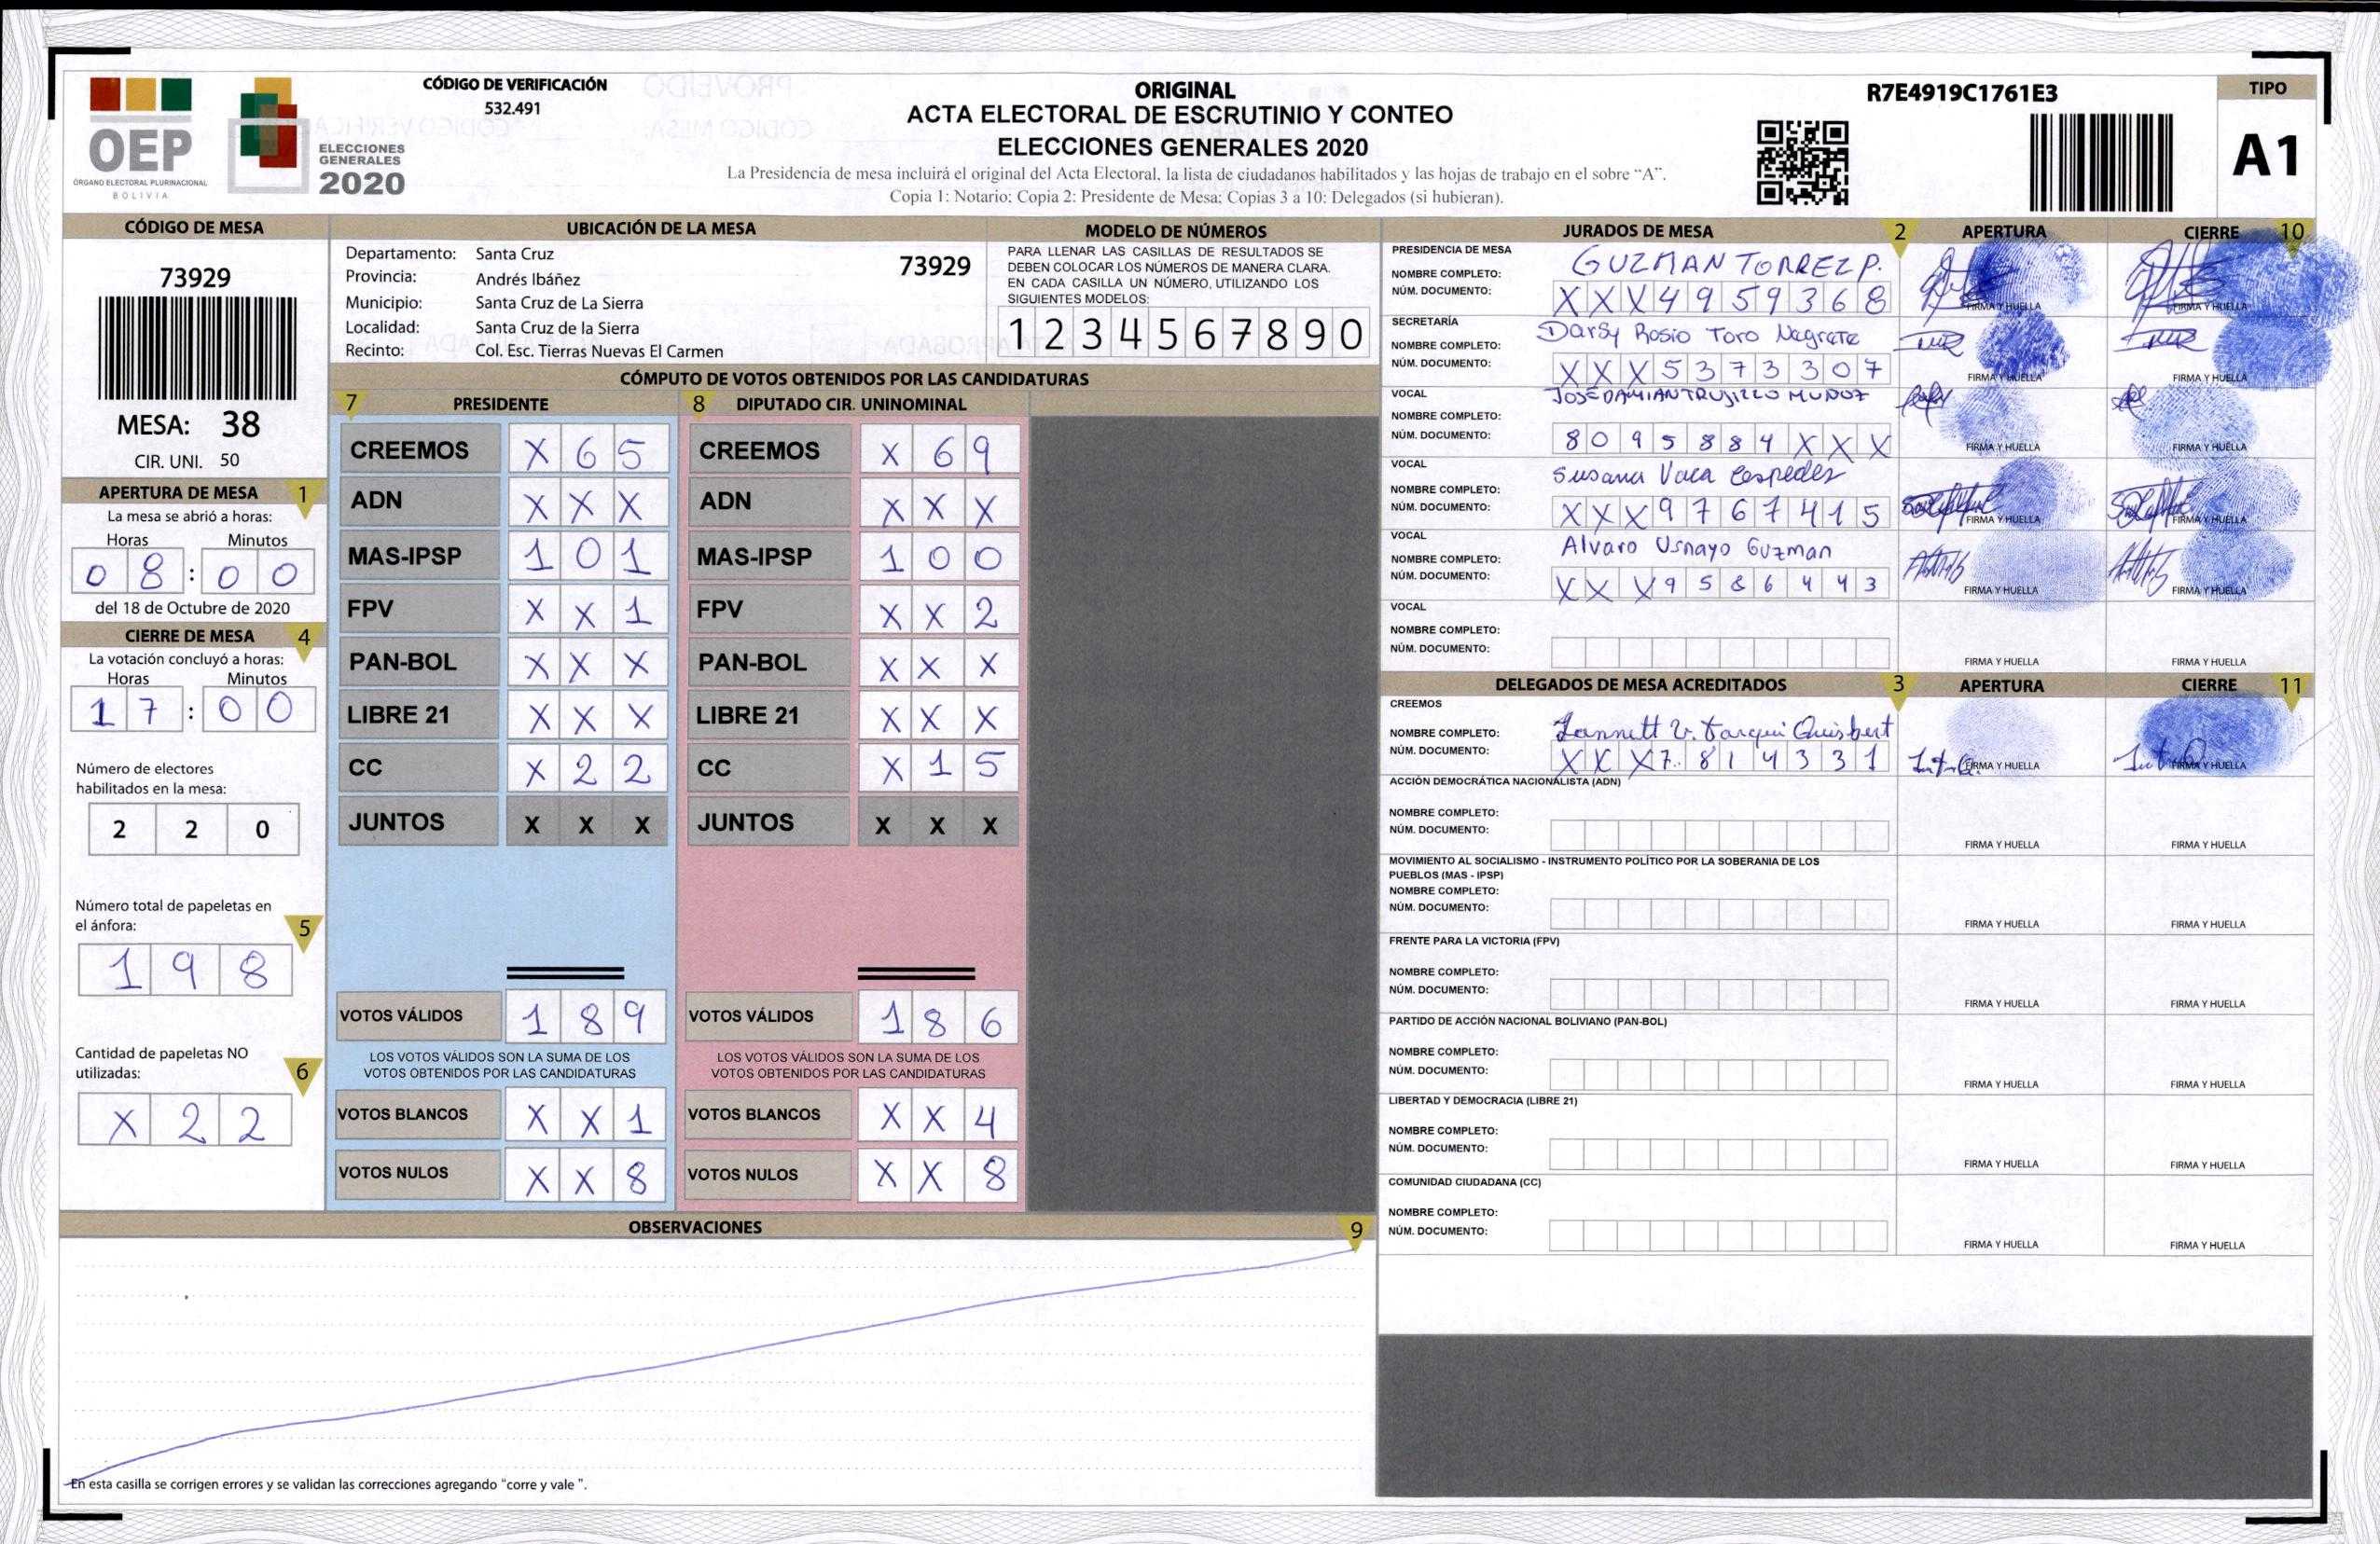 OEP
ÓRGANO ELECTORAL PLURINACIONAL
BOLIVIA
ELECCIONES
GENERALES
2020
CÓDIGO DE VERIFICACIÓN
532.491
ORIGINAL
ACTA ELECTORAL DE ESCRUTINIO Y CONTEO
ELECCIONES GENERALES 2020
La Presidencia de mesa incluirá el original del Acta Electoral, la lista de ciudadanos habilitados y las hojas de trabajo en el sobre “A”.
Copia 1: Notario; Copia 2: Presidente de Mesa; Copias 3 a 10: Delegados (si hubieran).
R7E4919C1761E3
TIPO
A1
CÓDIGO DE MESA
73929
MESA: 38
CIR. UNI. 50
APERTURA DE MESA 1
La mesa se abrió a horas:
Horas Minutos
0 8 : 0 0
del 18 de Octubre de 2020
CIERRE DE MESA 4
La votación concluyó a horas:
Horas Minutos
1 7 : 0 0
Número de electores
habilitados en la mesa:
2 2 0
Número total de papeletas en
el ánfora: 5
1 9 8
Cantidad de papeletas NO
utilizadas: 6
X 2 2
UBICACIÓN DE LA MESA
Departamento: Santa Cruz
73929
Provincia: Andrés Ibáñez
Municipio: Santa Cruz de La Sierra
Localidad: Santa Cruz de la Sierra
Recinto: Col. Esc. Tierras Nuevas El Carmen
MODELO DE NÚMEROS
PARA LLENAR LAS CASILLAS DE RESULTADOS SE
DEBEN COLOCAR LOS NÚMEROS DE MANERA CLARA.
EN CADA CASILLA UN NÚMERO, UTILIZANDO LOS
SIGUIENTES MODELOS:
1 2 3 4 5 6 7 8 9 0
CÓMPUTO DE VOTOS OBTENIDOS POR LAS CANDIDATURAS
7 PRESIDENTE
CREEMOS X 6 5
ADN X X X
MAS-IPSP 1 0 1
FPV X X 1
PAN-BOL X X X
LIBRE 21 X X X
CC X 2 2
JUNTOS X X X
VOTOS VÁLIDOS 1 8 9
LOS VOTOS VÁLIDOS SON LA SUMA DE LOS
VOTOS OBTENIDOS POR LAS CANDIDATURAS
VOTOS BLANCOS X X 1
VOTOS NULOS X X 8
8 DIPUTADO CIR. UNINOMINAL
CREEMOS X 6 9
ADN X X X
MAS-IPSP 1 0 0
FPV X X 2
PAN-BOL X X X
LIBRE 21 X X X
CC X 1 5
JUNTOS X X X
VOTOS VÁLIDOS 1 8 6
LOS VOTOS VÁLIDOS SON LA SUMA DE LOS
VOTOS OBTENIDOS POR LAS CANDIDATURAS
VOTOS BLANCOS X X 4
VOTOS NULOS X X 8
OBSERVACIONES 9
En esta casilla se corrigen errores y se validan las correcciones agregando “corre y vale ”.
JURADOS DE MESA 2 APERTURA CIERRE 10
PRESIDENCIA DE MESA
NOMBRE COMPLETO: GUZMAN TORREZ P.
NÚM. DOCUMENTO: X X X 4 9 5 9 3 6 8
FIRMA Y HUELLA FIRMA Y HUELLA
SECRETARÍA
NOMBRE COMPLETO: Darsy Rosio Toro Negrete
NÚM. DOCUMENTO: X X X 5 3 7 3 3 0 7
FIRMA Y HUELLA FIRMA Y HUELLA
VOCAL
NOMBRE COMPLETO: JOSE DAMIAN TRUJILLO MUÑOZ
NÚM. DOCUMENTO: 8 0 9 5 8 8 4 X X X
FIRMA Y HUELLA FIRMA Y HUELLA
VOCAL
NOMBRE COMPLETO: Susana Vaca Cespedes
NÚM. DOCUMENTO: X X X 9 7 6 7 4 1 5
FIRMA Y HUELLA FIRMA Y HUELLA
VOCAL
NOMBRE COMPLETO: Alvaro Usnayo Guzman
NÚM. DOCUMENTO: X X X 9 5 8 6 4 4 3
FIRMA Y HUELLA FIRMA Y HUELLA
VOCAL
NOMBRE COMPLETO:
NÚM. DOCUMENTO:
FIRMA Y HUELLA FIRMA Y HUELLA
DELEGADOS DE MESA ACREDITADOS 3 APERTURA CIERRE 11
CREEMOS
NOMBRE COMPLETO: Jannett V. Tarqui Quisbert
NÚM. DOCUMENTO: X X X 7 8 1 4 3 3 1
FIRMA Y HUELLA FIRMA Y HUELLA
ACCIÓN DEMOCRÁTICA NACIONALISTA (ADN)
NOMBRE COMPLETO:
NÚM. DOCUMENTO:
FIRMA Y HUELLA FIRMA Y HUELLA
MOVIMIENTO AL SOCIALISMO - INSTRUMENTO POLÍTICO POR LA SOBERANIA DE LOS
PUEBLOS (MAS - IPSP)
NOMBRE COMPLETO:
NÚM. DOCUMENTO:
FIRMA Y HUELLA FIRMA Y HUELLA
FRENTE PARA LA VICTORIA (FPV)
NOMBRE COMPLETO:
NÚM. DOCUMENTO:
FIRMA Y HUELLA FIRMA Y HUELLA
PARTIDO DE ACCIÓN NACIONAL BOLIVIANO (PAN-BOL)
NOMBRE COMPLETO:
NÚM. DOCUMENTO:
FIRMA Y HUELLA FIRMA Y HUELLA
LIBERTAD Y DEMOCRACIA (LIBRE 21)
NOMBRE COMPLETO:
NÚM. DOCUMENTO:
FIRMA Y HUELLA FIRMA Y HUELLA
COMUNIDAD CIUDADANA (CC)
NOMBRE COMPLETO:
NÚM. DOCUMENTO:
FIRMA Y HUELLA FIRMA Y HUELLA